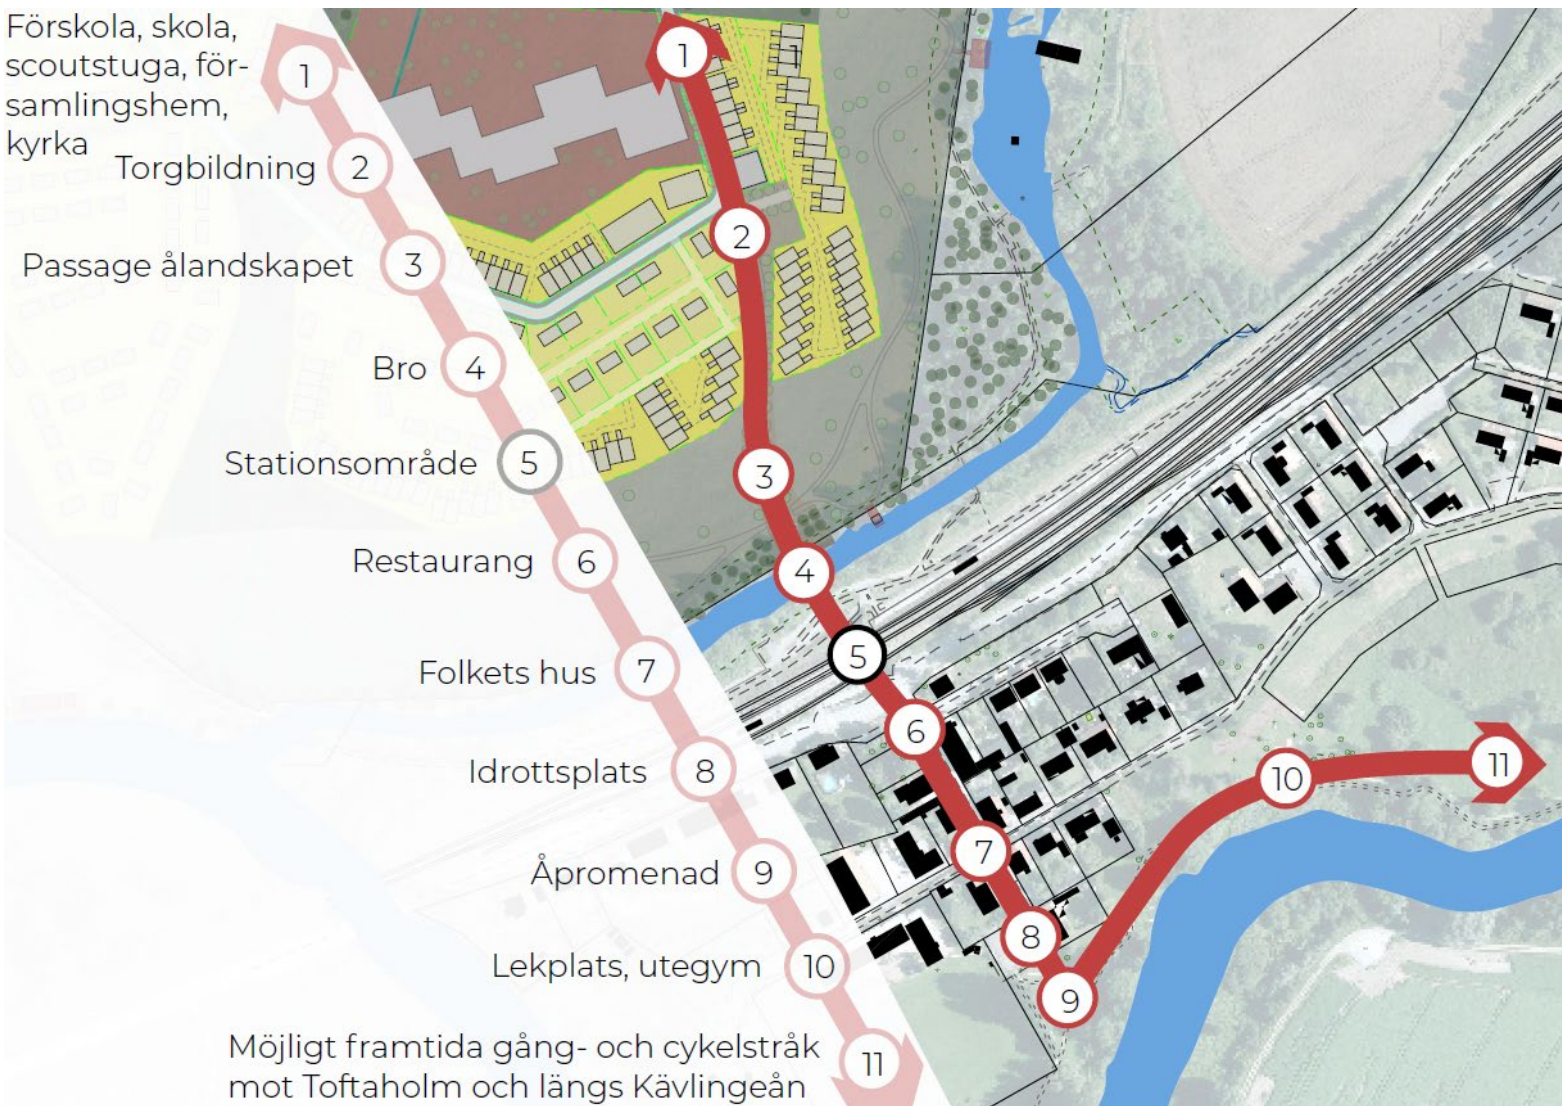 Förskola, skola,
scoutstuga, för-
samlingshem,
kyrka
1
Torgbildning 2
Passage ålandskapet 3
Bro 4
Stationsområde 5
Restaurang 6
Folkets hus 7
Idrottsplats 8
Åpromenad 9
Lekplats, utegym 10
Möjligt framtida gång- och cykelstråk
mot Toftaholm och längs Kävlingeån
11
1
1
2
3
4
5
6
7
8
9
10
11